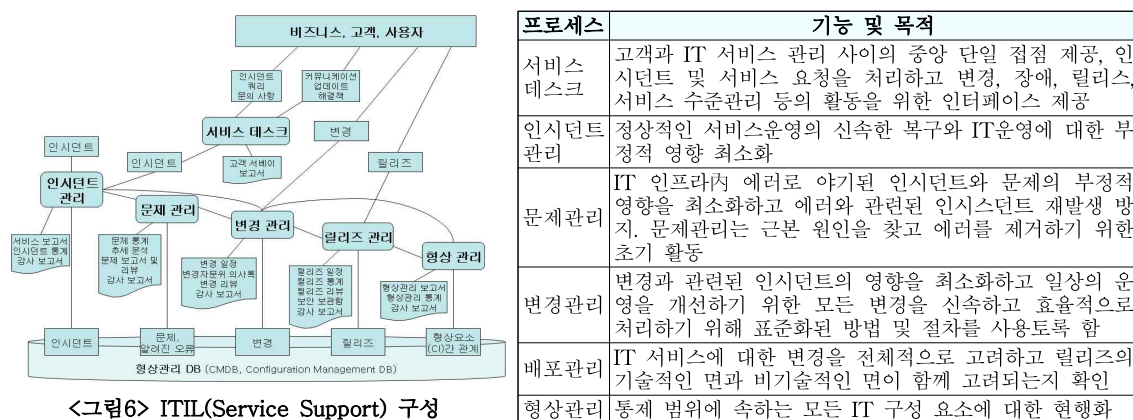 비즈니스, 고객, 사용자
인시던트
쿼리
문의 사항
커뮤니케이션
업데이트
해결책
서비스 데스크
변경
인시던트
인시던트
고객 서베이
보고서
릴리즈
인시던트
관리
문제 관리
변경 관리
릴리즈 관리
형상 관리
서비스 보고서
인시던트 통계
감사 보고서
문제 통계
추세 분석
문제 보고서 및
리뷰
감사 보고서
변경 일정
변경자문위 의사록
변경 리뷰
감사 보고서
릴리즈 일정
릴리즈 통계
릴리즈 리뷰
보안 보관함
감사 보고서
형상관리 보고서
형상관리 통계
감사 보고서
인시던트
문제,
알려진 오류
변경
릴리즈
형상요소
(CI)간 관계
형상관리 DB (CMDB, Configuration Management DB)
<그림6> ITIL(Service Support) 구성
프로세스 기능 및 목적
서비스
데스크
고객과 IT 서비스 관리 사이의 중앙 단일 접점 제공, 인
시던트 및 서비스 요청을 처리하고 변경, 장애, 릴리스,
서비스 수준관리 등의 활동을 위한 인터페이스 제공
인시던트
관리
정상적인 서비스운영의 신속한 복구와 IT운영에 대한 부
정적 영향 최소화
문제관리
IT 인프라內 에러로 야기된 인시던트와 문제의 부정적
영향을 최소화하고 에러와 관련된 인시스던트 재발생 방
지. 문제관리는 근본 원인을 찾고 에러를 제거하기 위한
초기 활동
변경관리
변경과 관련된 인시던트의 영향을 최소화하고 일상의 운
영을 개선하기 위한 모든 변경을 신속하고 효율적으로
처리하기 위해 표준화된 방법 및 절차를 사용토록 함
배포관리
IT 서비스에 대한 변경을 전체적으로 고려하고 릴리즈의
기술적인 면과 비기술적인 면이 함께 고려되는지 확인
형상관리 통제 범위에 속하는 모든 IT 구성 요소에 대한 현행화